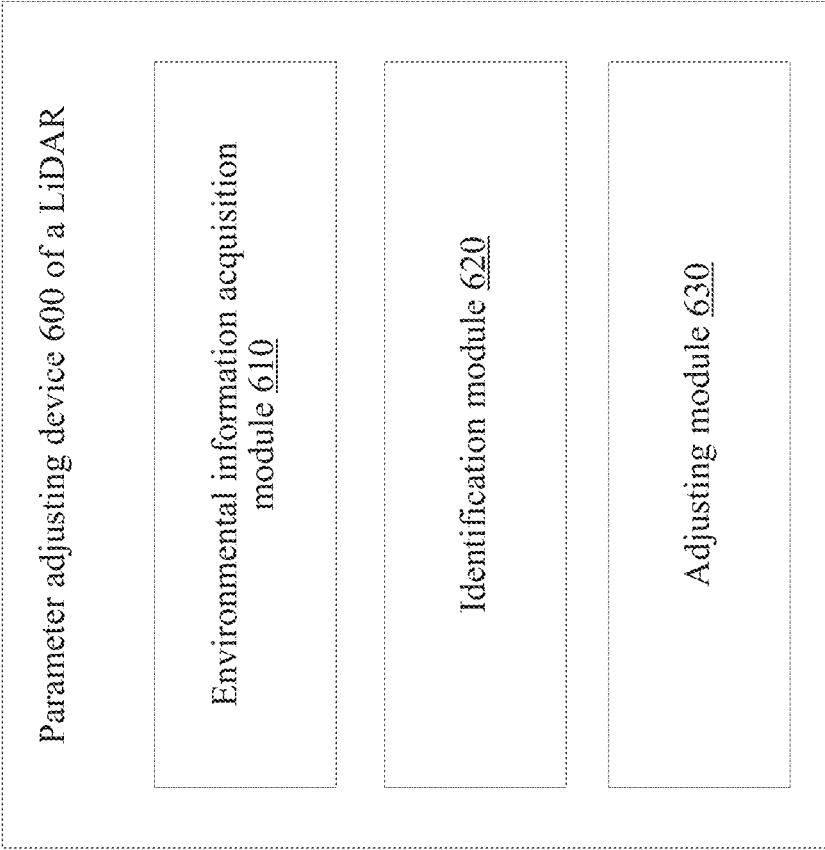 Parameter adjusting device 600 of a LiDAR
Environmental information acquisition
module 610
Identification module 620
Adjusting module 630